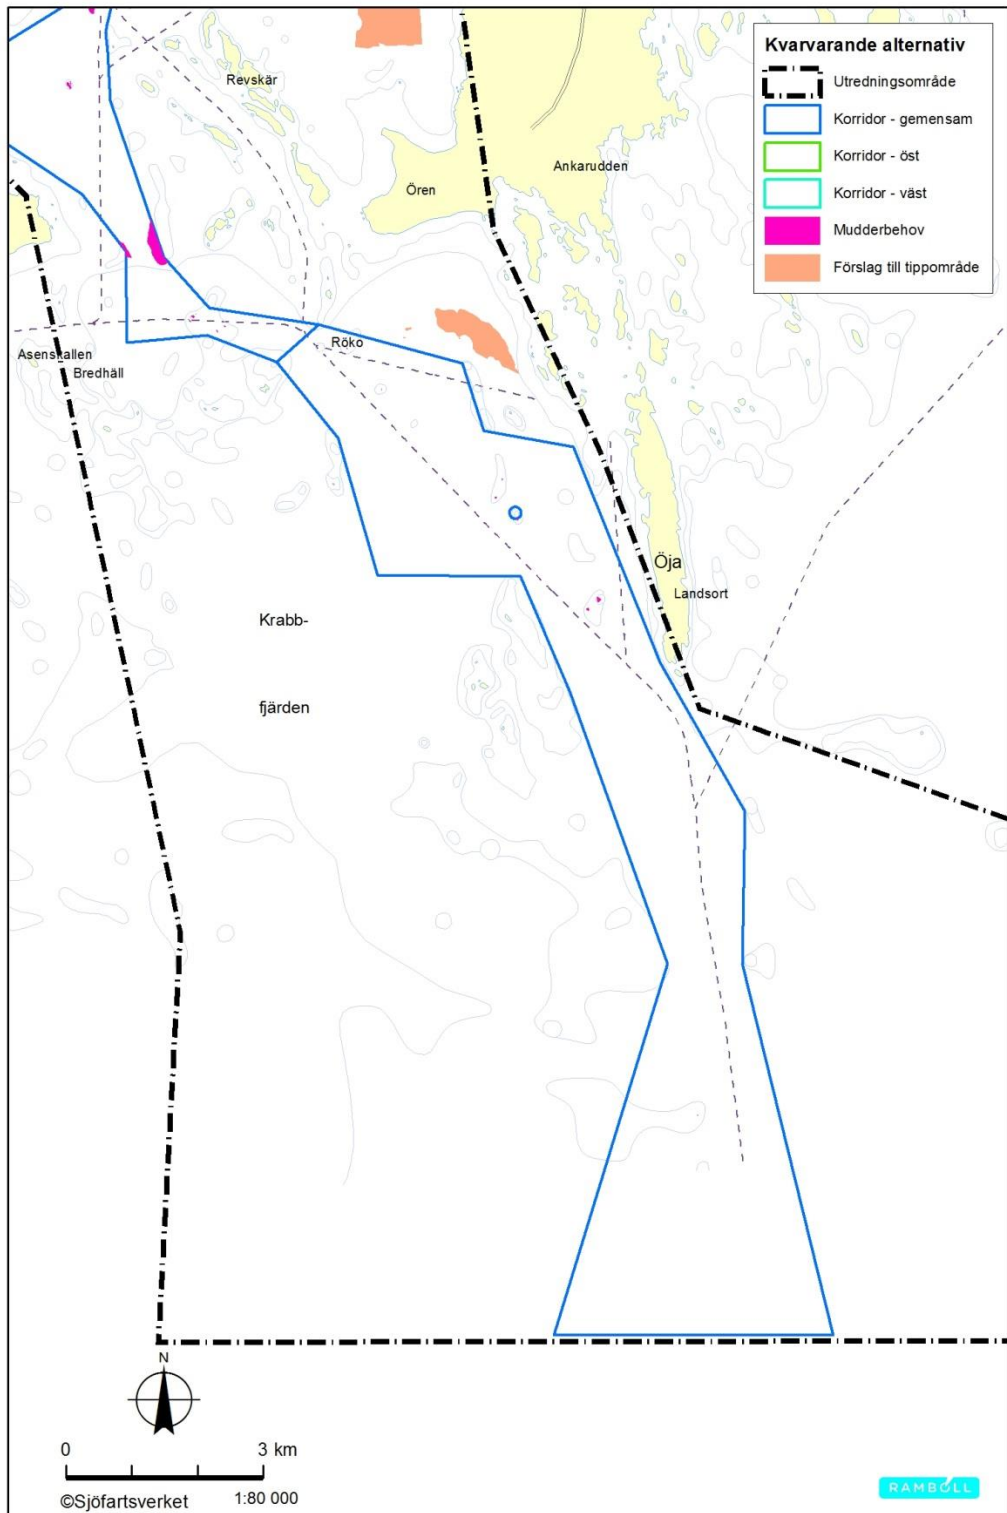 Kvarvarande alternativ
Utredningsområde
Korridor - gemensam
Korridor - öst
Korridor - väst
Mudderbehov
Förslag till tippområde
Revskär
Ankarudden
Ören
Röko
Asenskallen
Bredhäll
Öja
Landsort
Krabb-
fjärden
N
0 3 km
©Sjöfartsverket 1:80 000
RAMBOLL